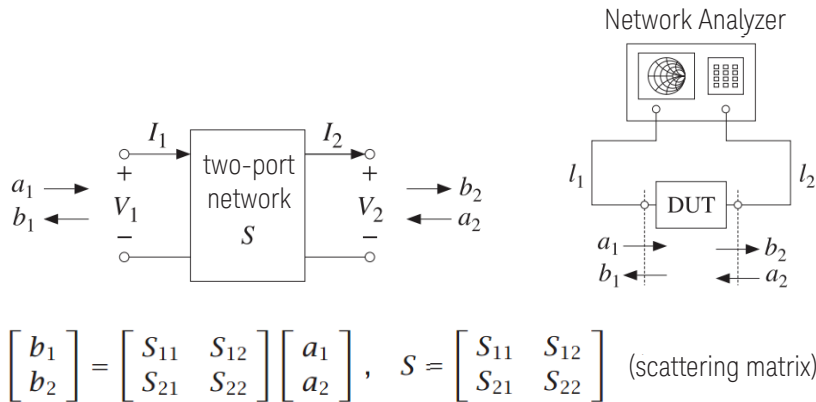 Network Analyzer
I₁ I₂
a₁ + two-port + b₂
b₁ V₁ network V₂ a₂
− S −
l₁ l₂
DUT
a₁ b₂
b₁ a₂
[ b₁ ] = [ S₁₁ S₁₂ ] [ a₁ ] , S = [ S₁₁ S₁₂ ] (scattering matrix)
[ b₂ ] [ S₂₁ S₂₂ ] [ a₂ ] [ S₂₁ S₂₂ ]